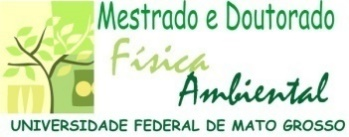 Mestrado e Doutorado
Física
Ambiental
UNIVERSIDADE FEDERAL DE MATO GROSSO